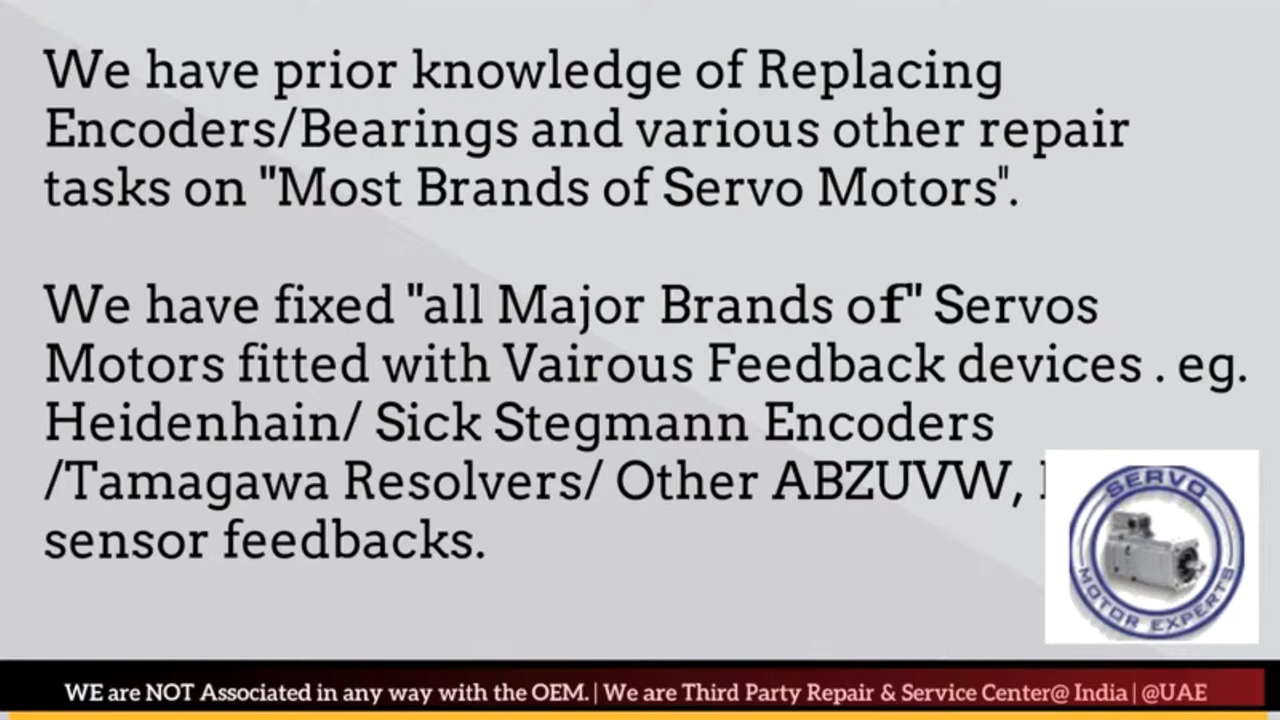 We have prior knowledge of Replacing
Encoders/Bearings and various other repair
tasks on "Most Brands of Servo Motors".
We have fixed "all Major Brands of" Servos
Motors fitted with Vairous Feedback devices . eg.
Heidenhain/ Sick Stegmann Encoders
/Tamagawa Resolvers/ Other ABZUVW,
sensor feedbacks.
SERVO
MOTOR EXPERTS
WE are NOT Associated in any way with the OEM. | We are Third Party Repair & Service Center@ India | @UAE